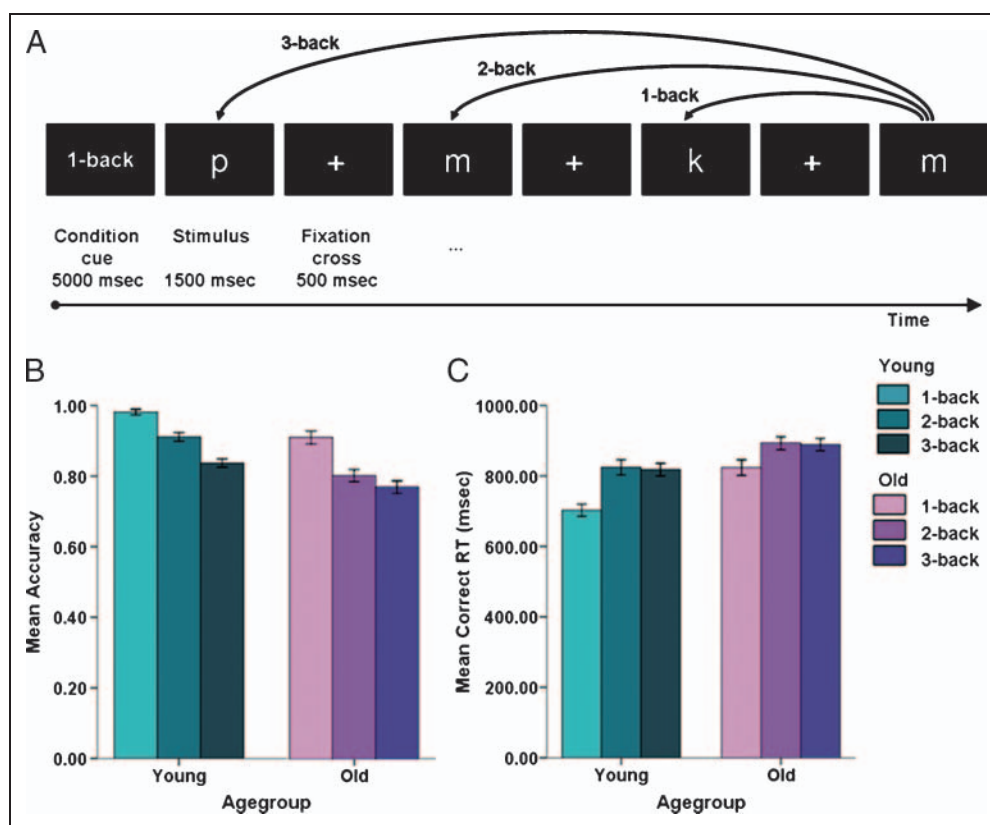 A
3-back
2-back
1-back
1-back p + m + k + m
Condition cue 5000 msec
Stimulus 1500 msec
Fixation cross 500 msec
...
Time
B
Mean Accuracy
1.00
0.80
0.60
0.40
0.20
0.00
Young Old
Agegroup
C
Mean Correct RT (msec)
1000.00
800.00
600.00
400.00
200.00
0.00
Young Old
Agegroup
Young
1-back
2-back
3-back
Old
1-back
2-back
3-back